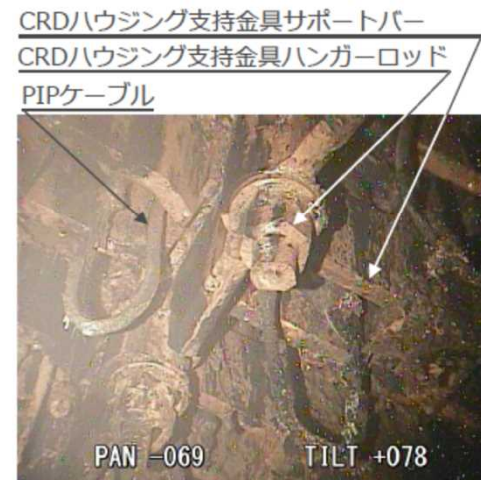 CRDハウジング支持金具サポートバー
CRDハウジング支持金具ハンガーロッド
PIPケーブル
PAN -069 TILT +078